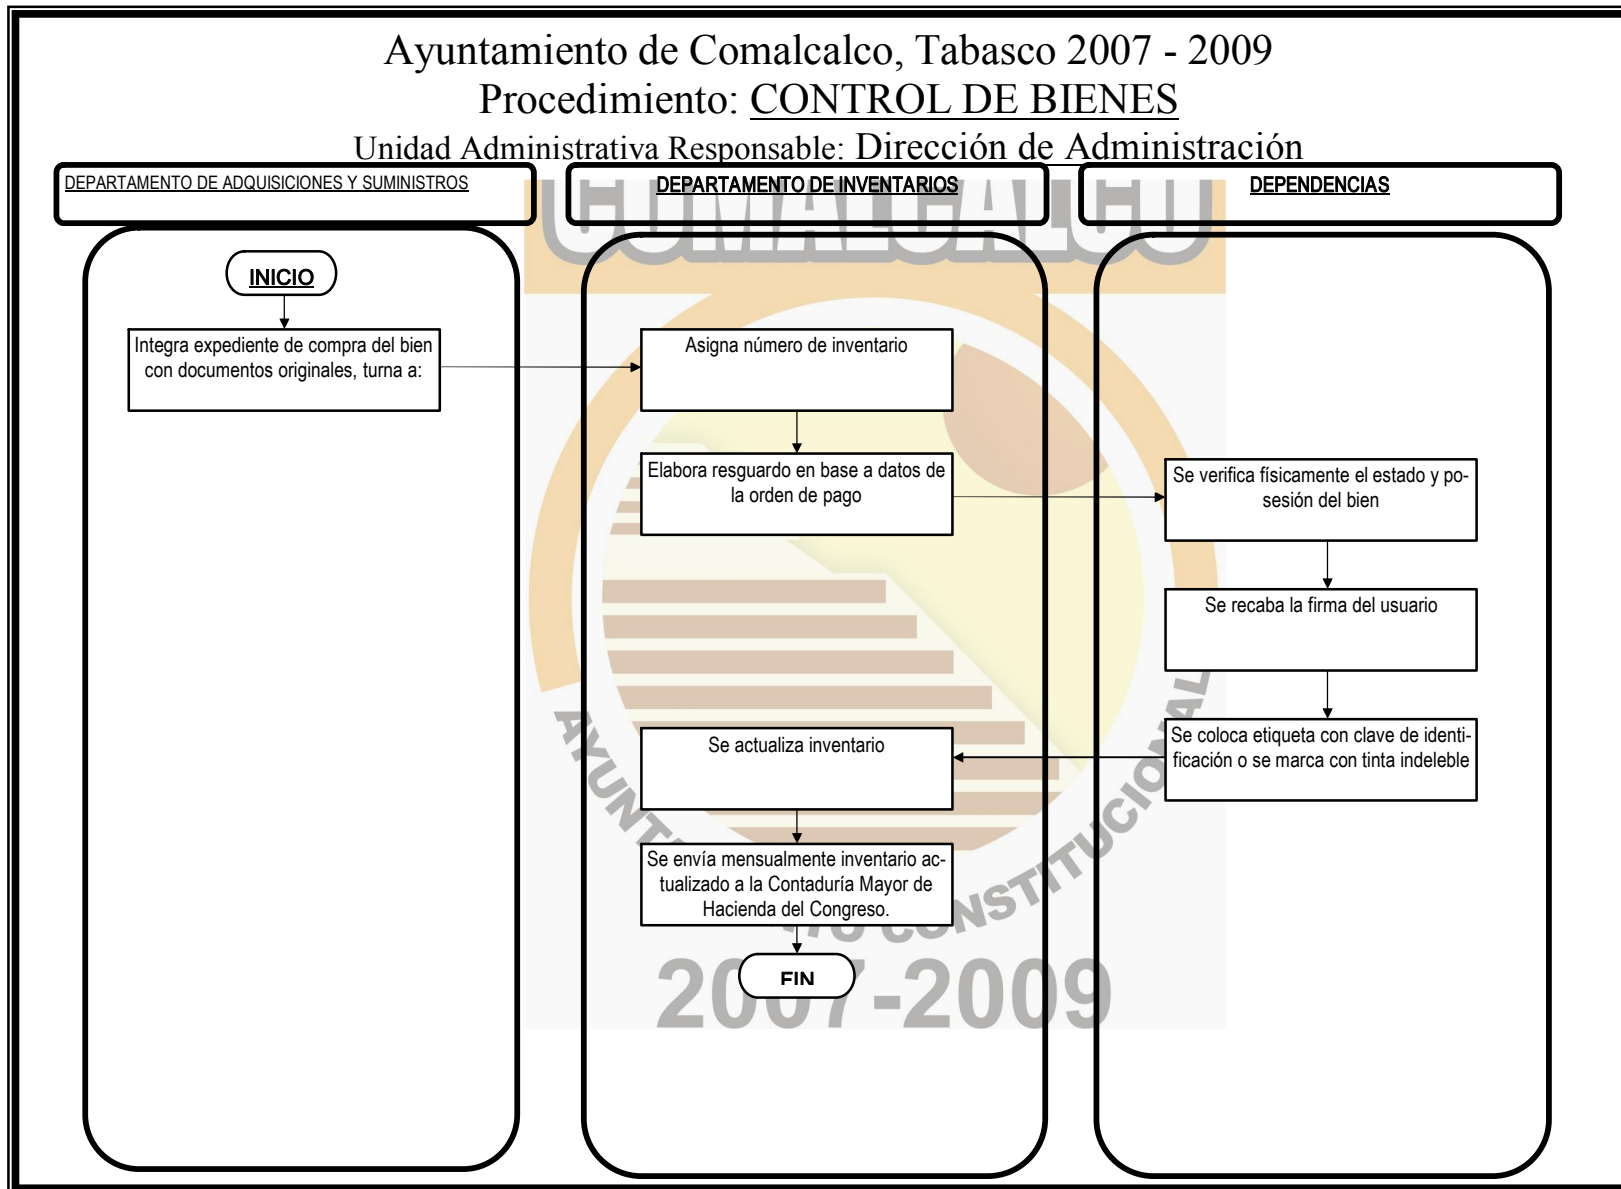 Ayuntamiento de Comalcalco, Tabasco 2007 - 2009
Procedimiento: CONTROL DE BIENES
Unidad Administrativa Responsable: Dirección de Administración
DEPARTAMENTO DE ADQUISICIONES Y SUMINISTROS
DEPARTAMENTO DE INVENTARIOS
DEPENDENCIAS
COMALCALCO
INICIO
Integra expediente de compra del bien
con documentos originales, turna a:
Asigna número de inventario
Elabora resguardo en base a datos de
la orden de pago
Se verifica físicamente el estado y po-
sesión del bien
Se recaba la firma del usuario
Se coloca etiqueta con clave de identi-
ficación o se marca con tinta indeleble
Se actualiza inventario
Se envía mensualmente inventario ac-
tualizado a la Contaduría Mayor de
Hacienda del Congreso.
FIN
CONSTITUCIONAL
2007-2009